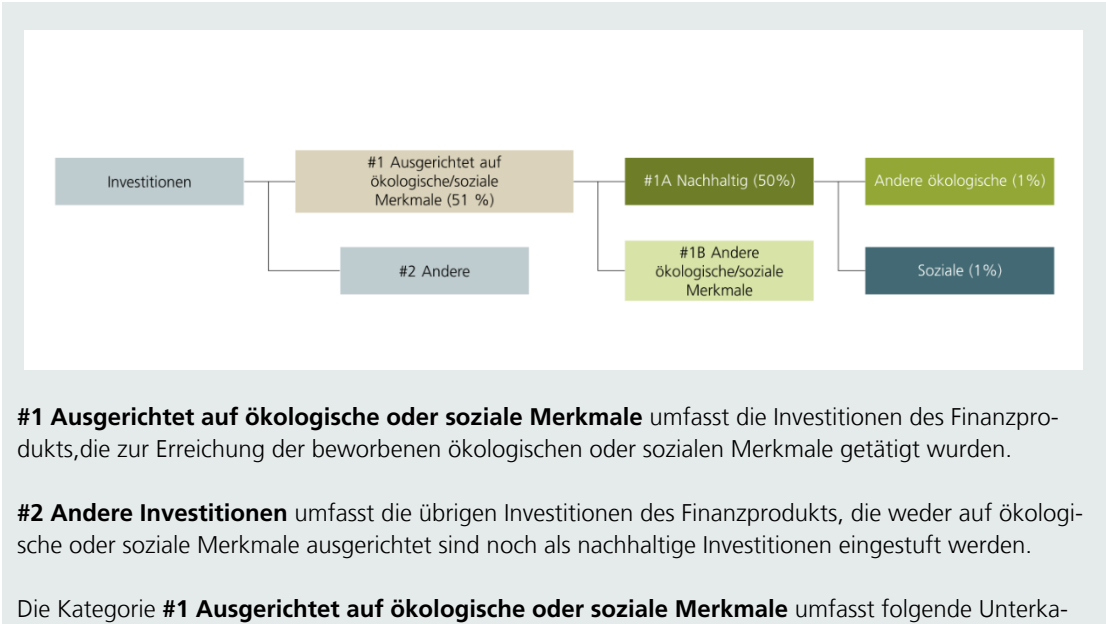 Investitionen
#1 Ausgerichtet auf
ökologische/soziale
Merkmale (51 %)
#1A Nachhaltig (50%)
Andere ökologische (1%)
#2 Andere
#1B Andere
ökologische/soziale
Merkmale
Soziale (1%)
#1 Ausgerichtet auf ökologische oder soziale Merkmale umfasst die Investitionen des Finanzpro-
dukts,die zur Erreichung der beworbenen ökologischen oder sozialen Merkmale getätigt wurden.
#2 Andere Investitionen umfasst die übrigen Investitionen des Finanzprodukts, die weder auf ökologi-
sche oder soziale Merkmale ausgerichtet sind noch als nachhaltige Investitionen eingestuft werden.
Die Kategorie #1 Ausgerichtet auf ökologische oder soziale Merkmale umfasst folgende Unterka-